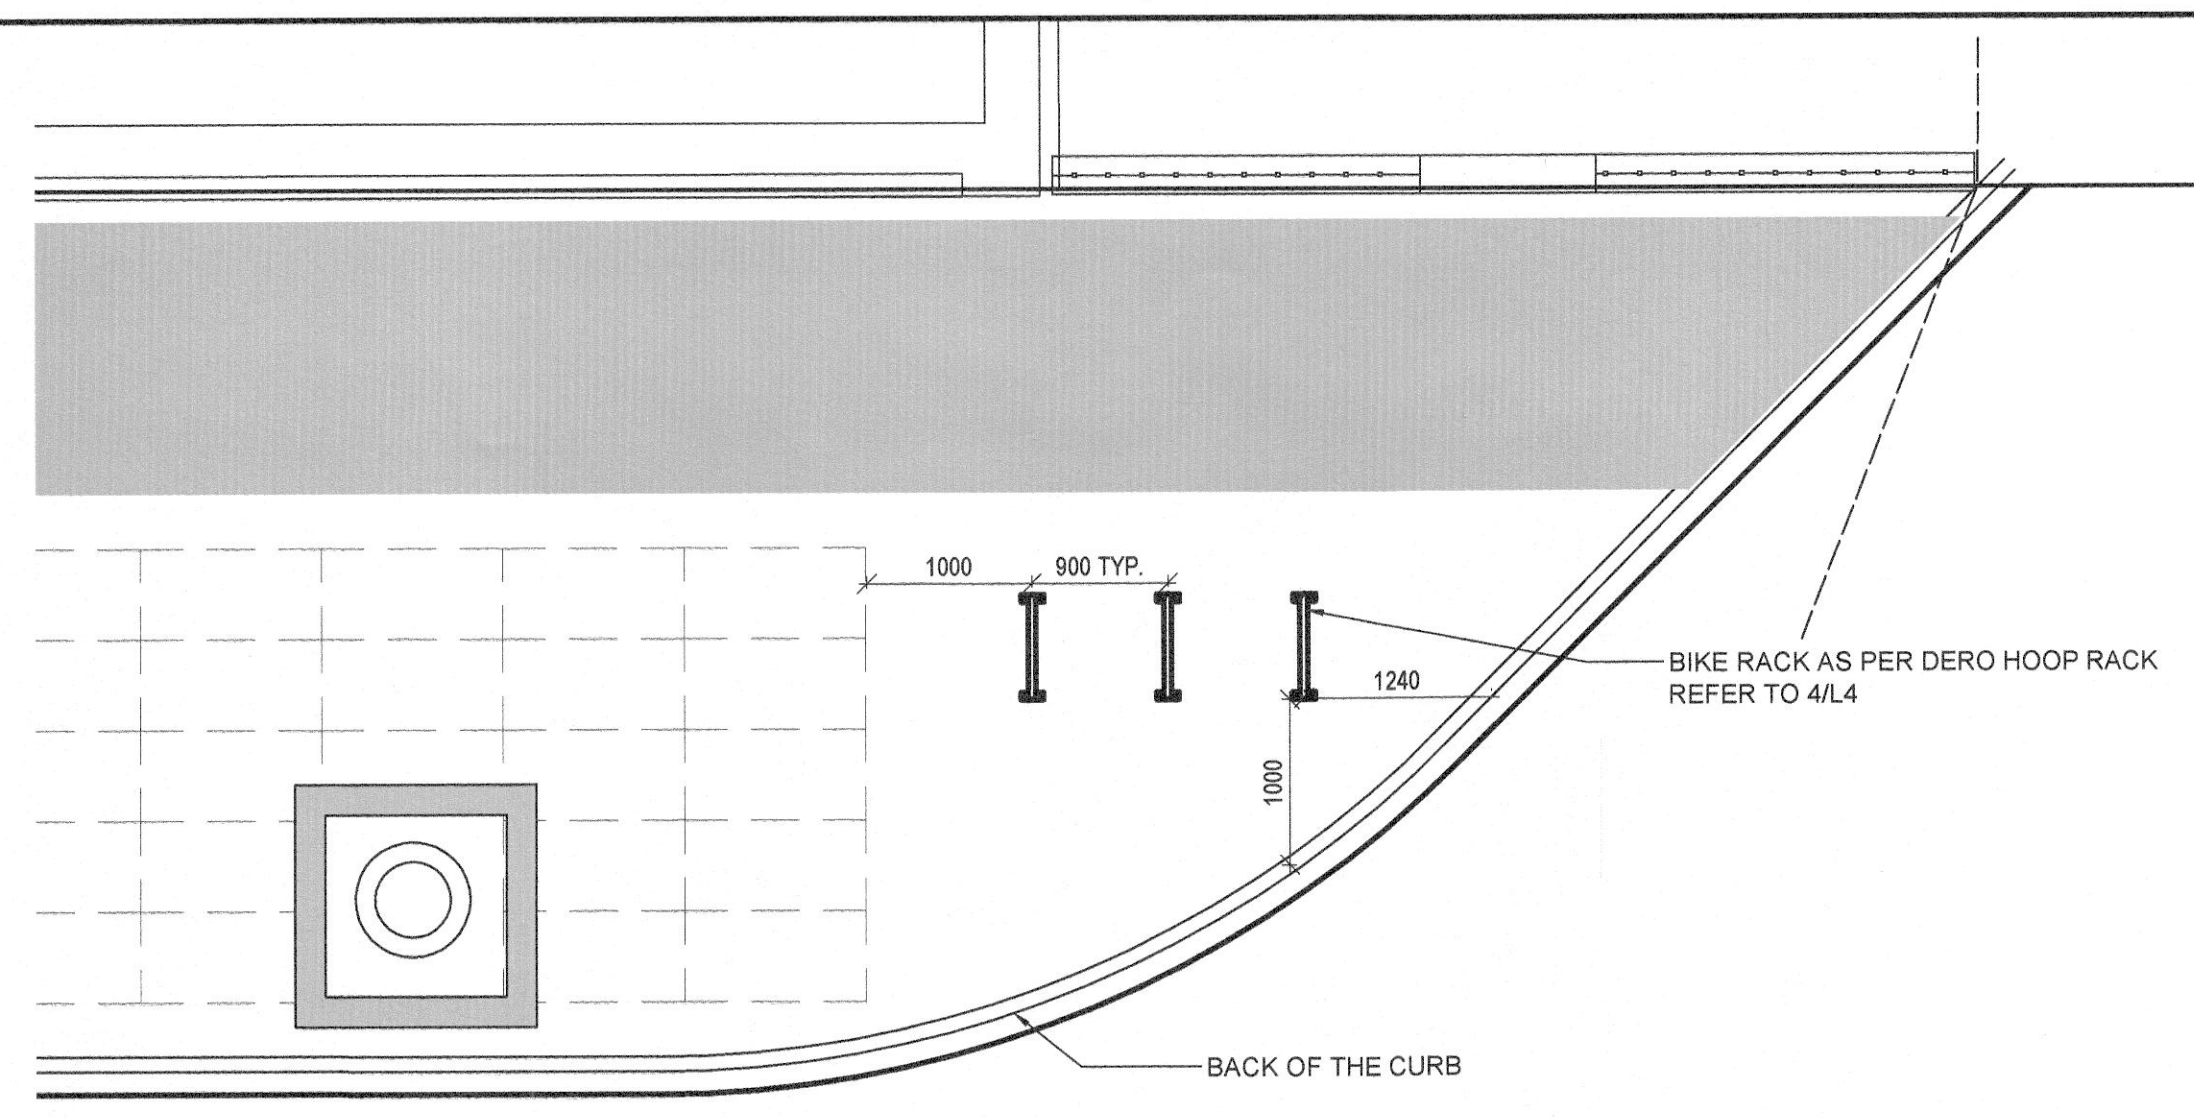 1000
900 TYP.
BIKE RACK AS PER DERO HOOP RACK
REFER TO 4/L4
1240
1000
BACK OF THE CURB